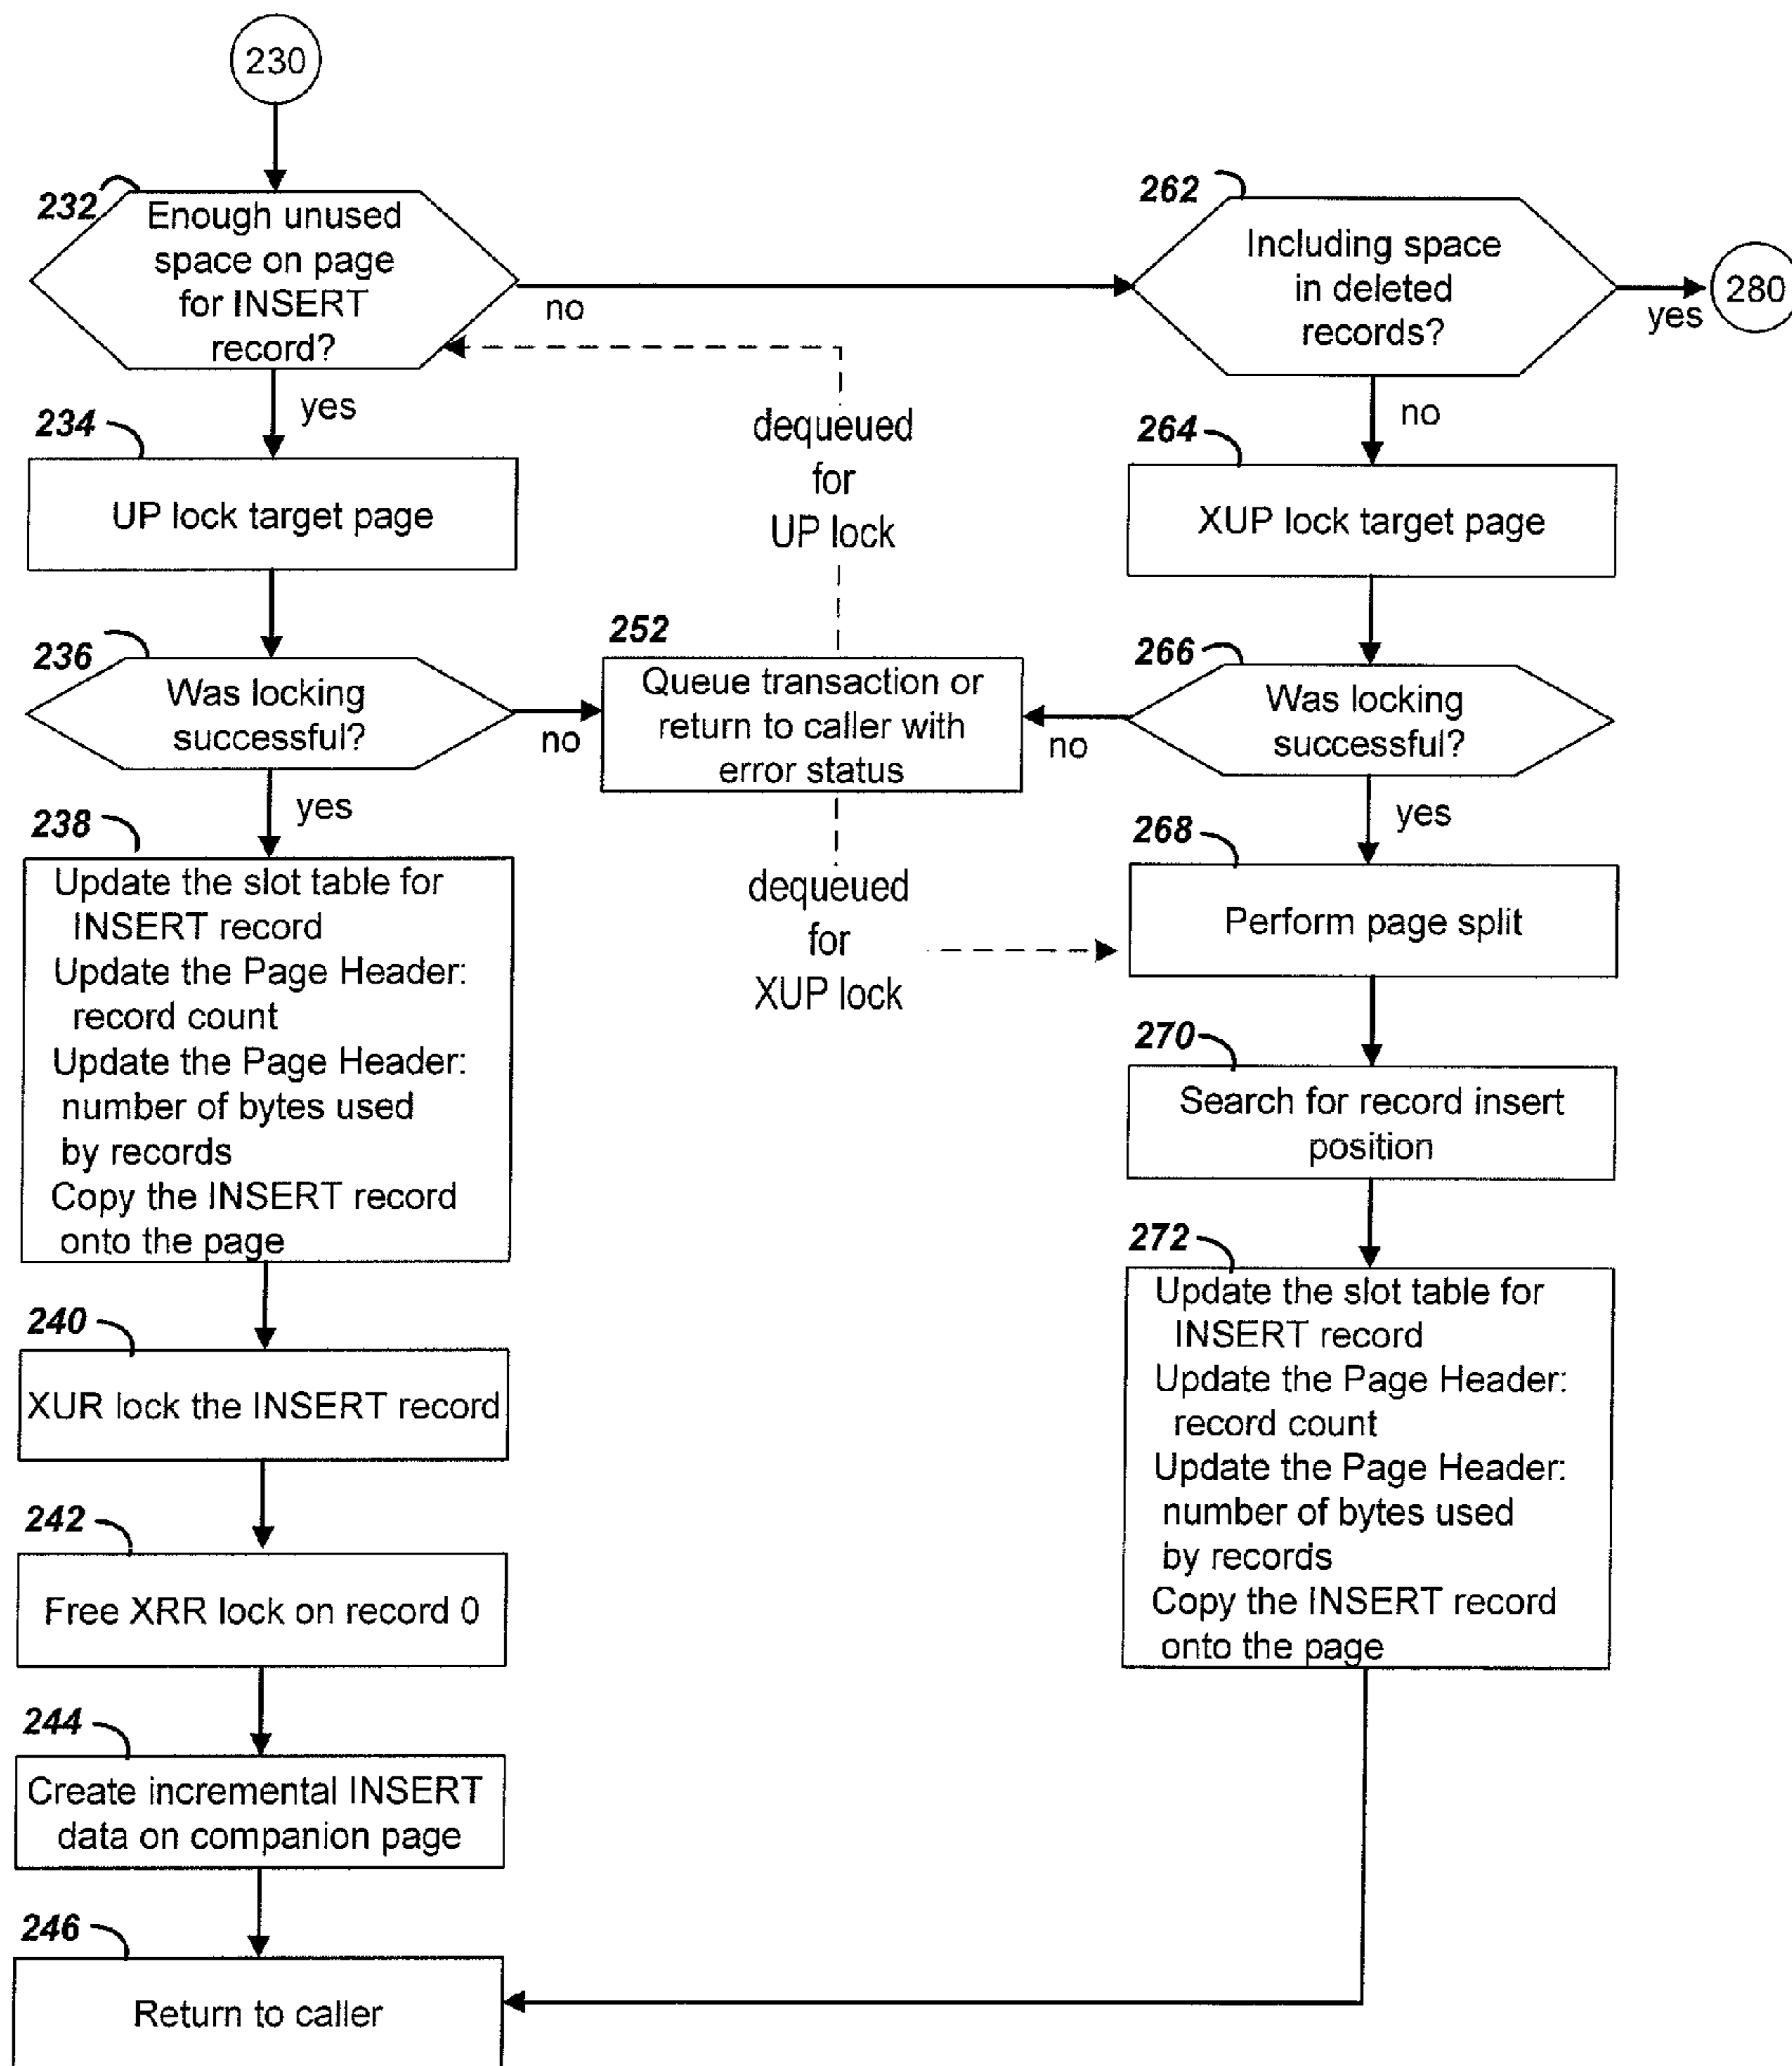 230
232
Enough unused
space on page
for INSERT
record?
no
yes
262
Including space
in deleted
records?
yes
280
no
234
UP lock target page
dequeued
for
UP lock
264
XUP lock target page
236
Was locking
successful?
no
yes
252
Queue transaction or
return to caller with
error status
266
Was locking
successful?
no
yes
dequeued
for
XUP lock
238
Update the slot table for
INSERT record
Update the Page Header:
record count
Update the Page Header:
number of bytes used
by records
Copy the INSERT record
onto the page
268
Perform page split
270
Search for record insert
position
240
XUR lock the INSERT record
272
Update the slot table for
INSERT record
Update the Page Header:
record count
Update the Page Header:
number of bytes used
by records
Copy the INSERT record
onto the page
242
Free XRR lock on record 0
244
Create incremental INSERT
data on companion page
246
Return to caller